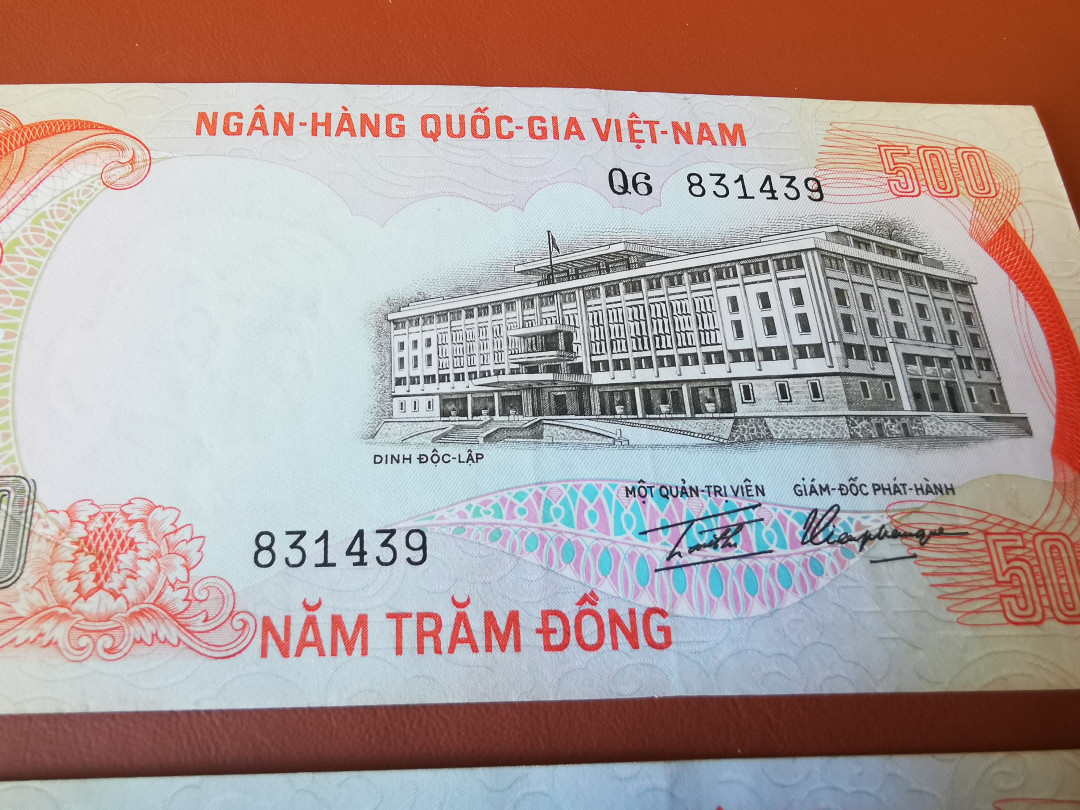 NGÂN-HÀNG QUỐC-GIA VIỆT-NAM
500
Q6 831439
DINH ĐỘC-LẬP
MỘT QUẢN-TRỊ VIÊN GIÁM-ĐỐC PHÁT-HÀNH
831439
50
NĂM TRĂM ĐỒNG